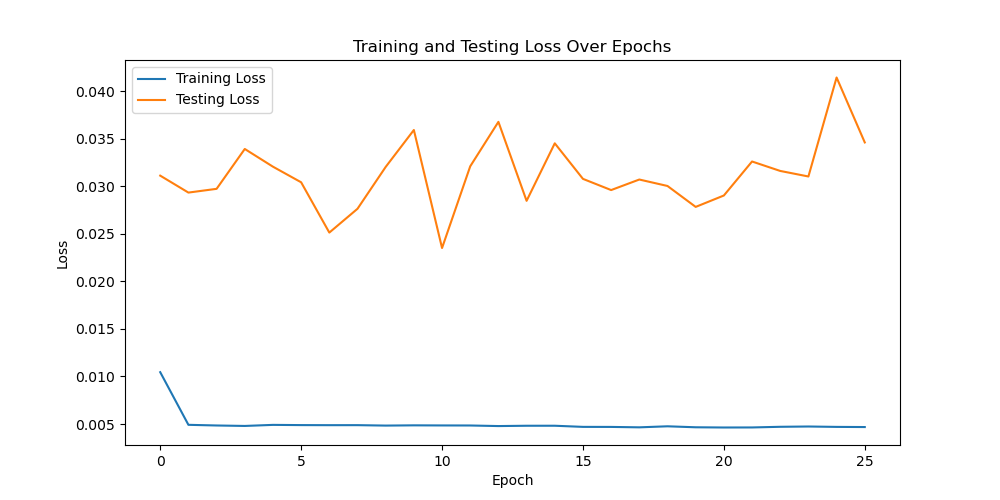 Training and Testing Loss Over Epochs
Training Loss
Testing Loss
0.040
0.035
0.030
0.025
0.020
0.015
0.010
0.005
Loss
0 5 10 15 20 25
Epoch